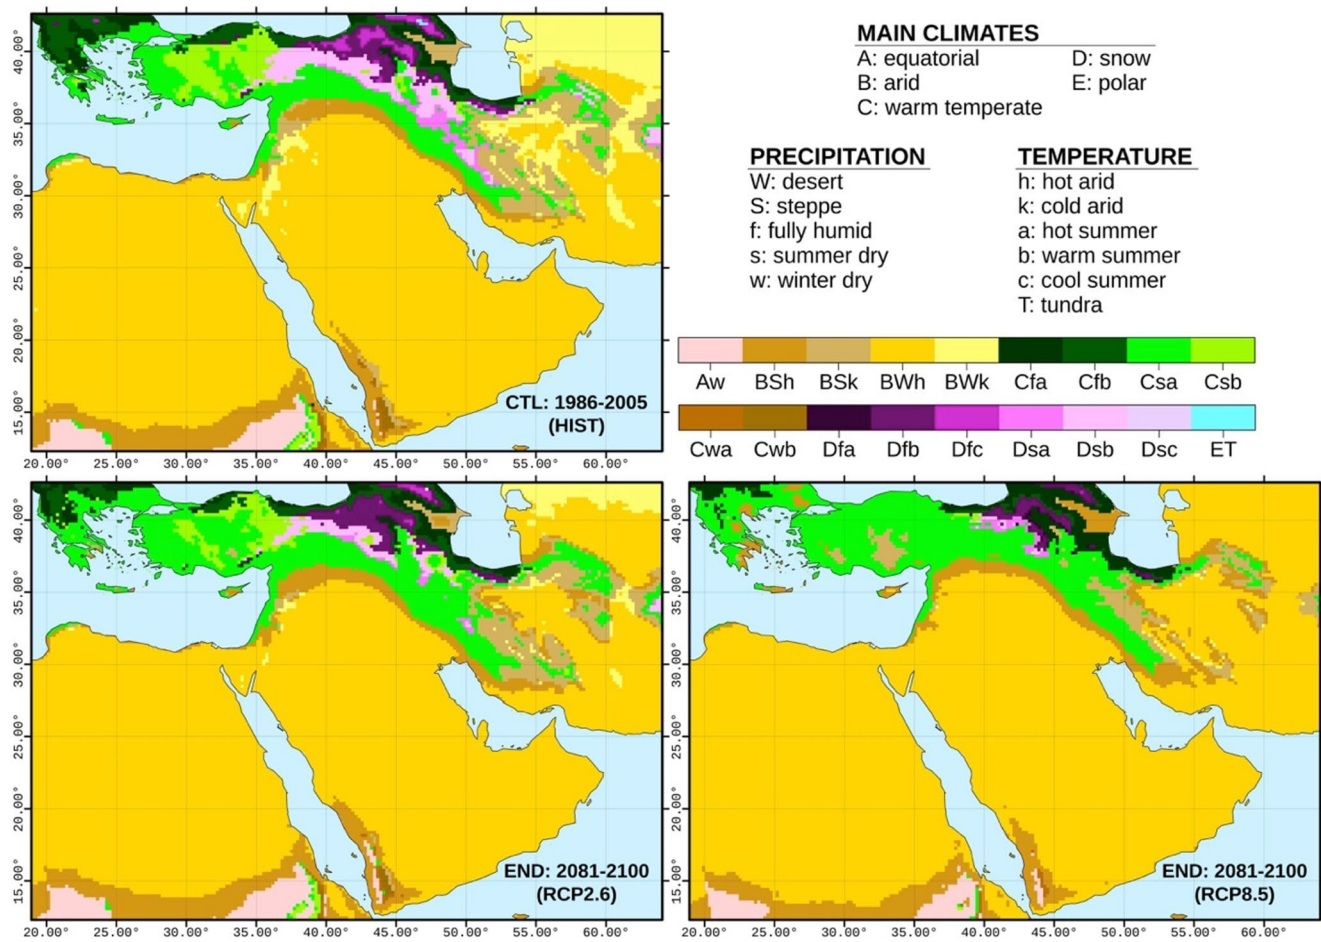 40.00°
35.00°
30.00°
25.00°
20.00°
15.00°
CTL: 1986-2005
(HIST)
20.00° 25.00° 30.00° 35.00° 40.00° 45.00° 50.00° 55.00° 60.00°
MAIN CLIMATES
A: equatorial D: snow
B: arid E: polar
C: warm temperate
PRECIPITATION
W: desert
S: steppe
f: fully humid
s: summer dry
w: winter dry
TEMPERATURE
h: hot arid
k: cold arid
a: hot summer
b: warm summer
c: cool summer
T: tundra
Aw BSh BSk BWh BWk Cfa Cfb Csa Csb
Cwa Cwb Dfa Dfb Dfc Dsa Dsb Dsc ET
40.00°
35.00°
30.00°
25.00°
20.00°
15.00°
END: 2081-2100
(RCP2.6)
20.00° 25.00° 30.00° 35.00° 40.00° 45.00° 50.00° 55.00° 60.00°
40.00°
35.00°
30.00°
25.00°
20.00°
15.00°
END: 2081-2100
(RCP8.5)
20.00° 25.00° 30.00° 35.00° 40.00° 45.00° 50.00° 55.00° 60.00°